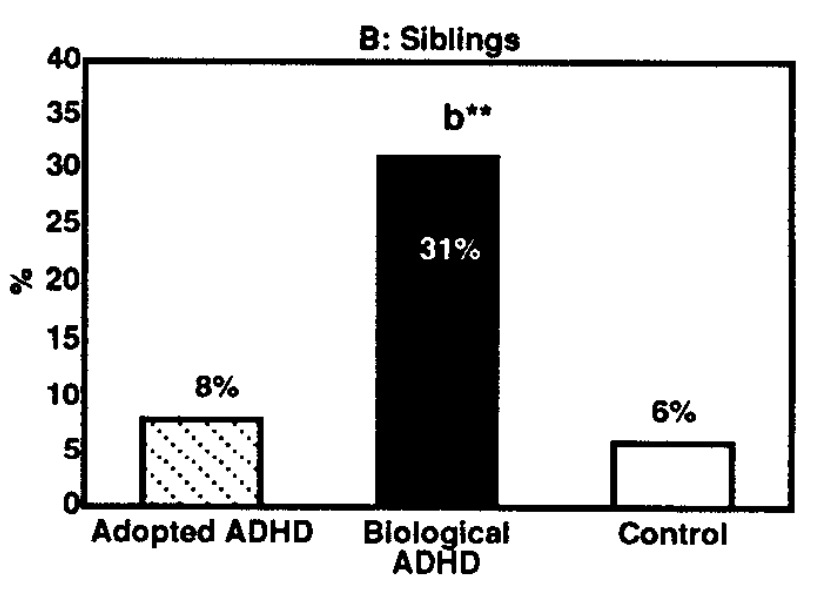 B: Siblings
40
35
30
25
20
15
10
5
0
%
b**
8%
31%
6%
Adopted ADHD
Biological
ADHD
Control